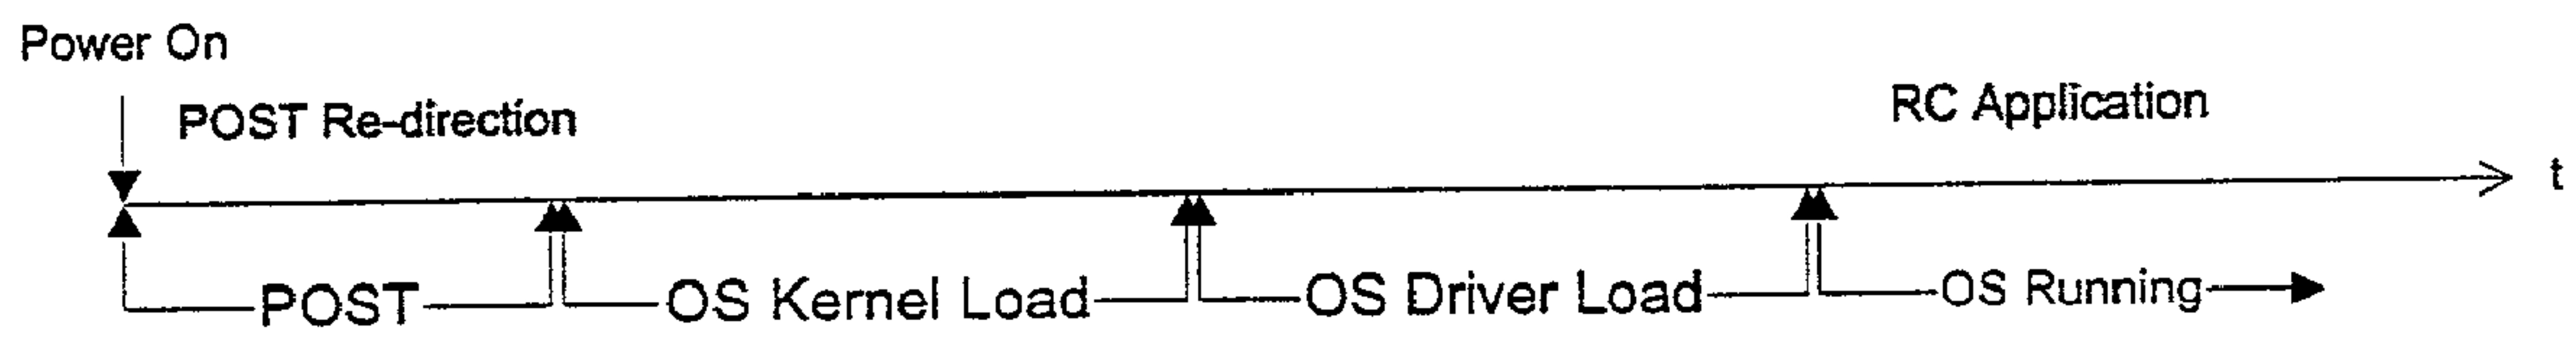 Power On
POST Re-direction
RC Application
t
POST
OS Kernel Load
OS Driver Load
OS Running